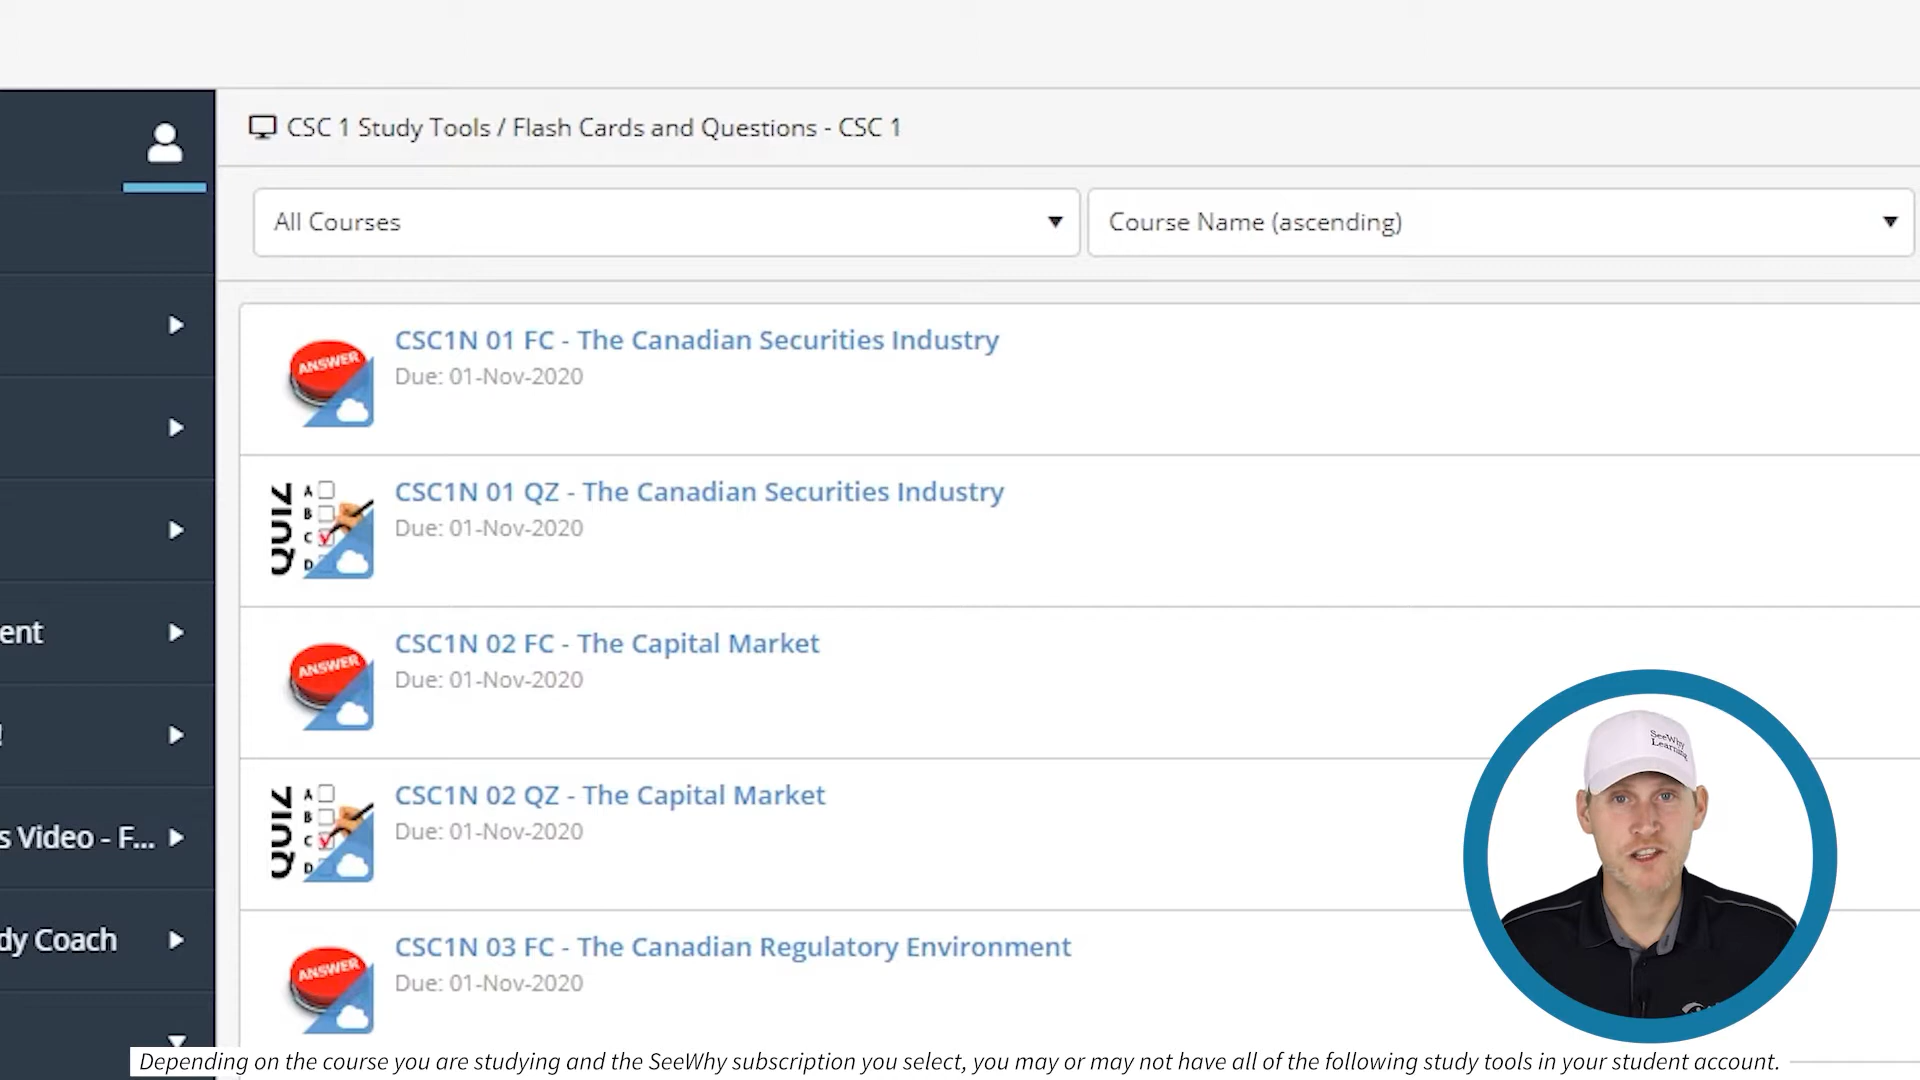 CSC 1 Study Tools / Flash Cards and Questions - CSC 1
All Courses
Course Name (ascending)
ANSWER
CSC1N 01 FC - The Canadian Securities Industry
Due: 01-Nov-2020
QUIZ
A
B
C
D
CSC1N 01 QZ - The Canadian Securities Industry
Due: 01-Nov-2020
ent
ANSWER
CSC1N 02 FC - The Capital Market
Due: 01-Nov-2020
!
SeeWhy
Learning
s Video - F...
QUIZ
A
B
C
D
CSC1N 02 QZ - The Capital Market
Due: 01-Nov-2020
dy Coach
ANSWER
CSC1N 03 FC - The Canadian Regulatory Environment
Due: 01-Nov-2020
Depending on the course you are studying and the SeeWhy subscription you select, you may or may not have all of the following study tools in your student account.